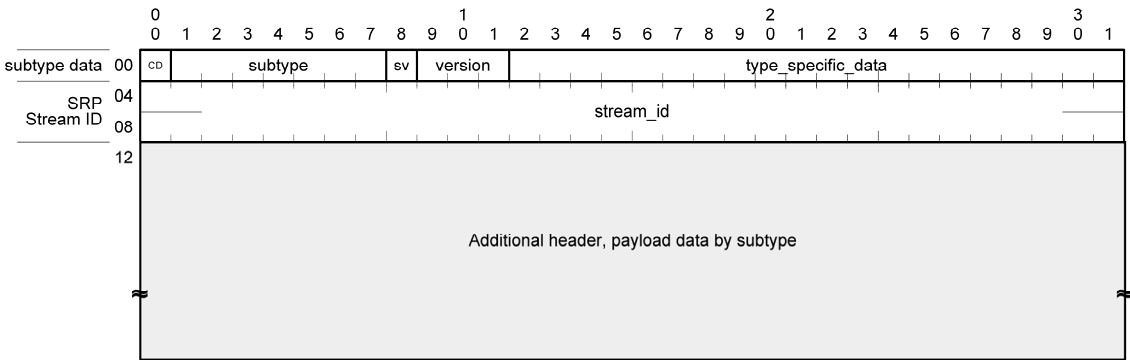 0 1 2 3
0 1 2 3 4 5 6 7 8 9 0 1 2 3 4 5 6 7 8 9 0 1 2 3 4 5 6 7 8 9 0 1
subtype data 00 CD subtype sv version type_specific_data
SRP 04
Stream ID stream_id
08
12
Additional header, payload data by subtype